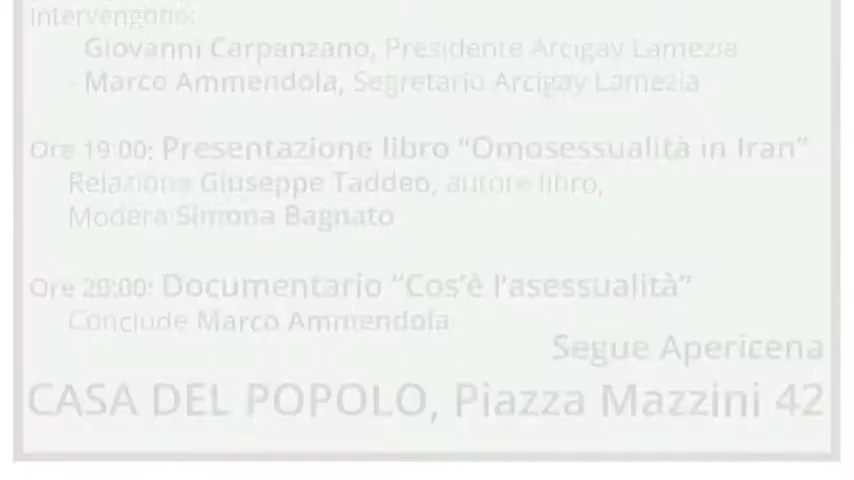 Intervengono:
Giovanni Carpanzano, Presidente Arcigay Lamezia
- Marco Ammendola, Segretario Arcigay Lamezia
Ore 19:00: Presentazione libro “Omosessualità in Iran”
Relazione Giuseppe Taddeo, autore libro,
Modera Simona Bagnato
Ore 20:00: Documentario “Cos’è l’asessualità”
Conclude Marco Ammendola
Segue Apericena
CASA DEL POPOLO, Piazza Mazzini 42